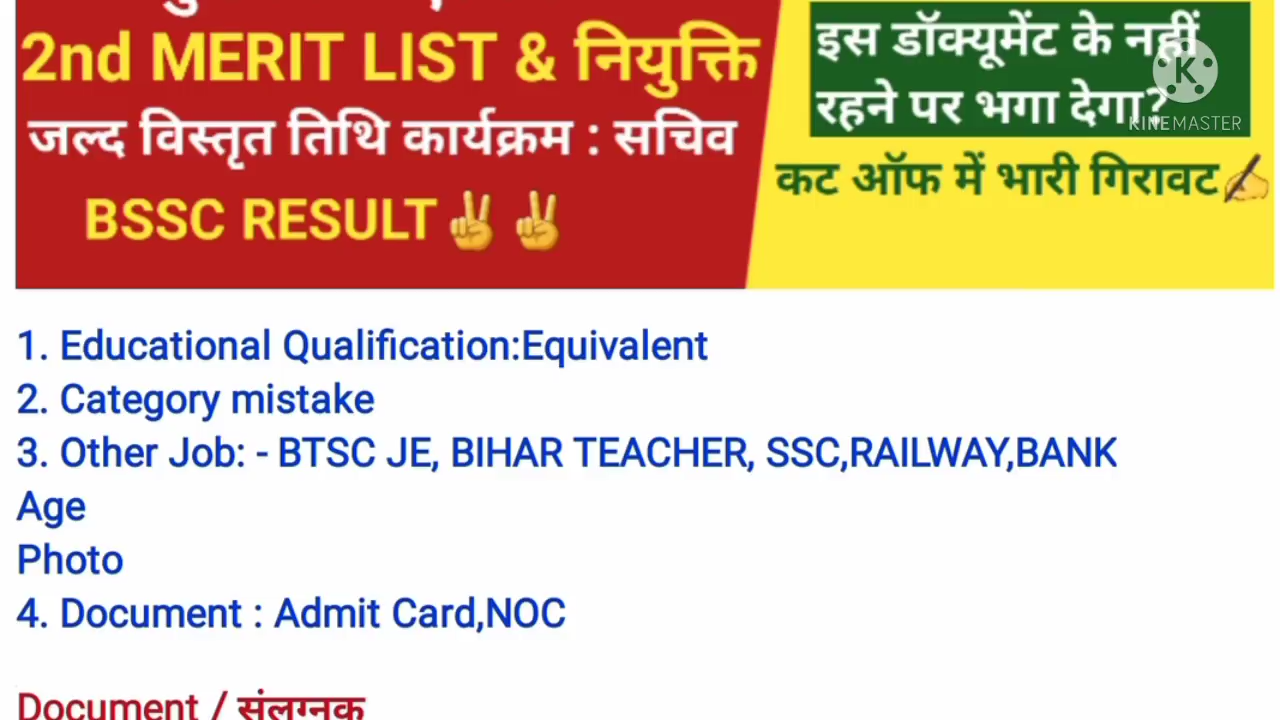 2nd MERIT LIST & नियुक्ति
जल्द विस्तृत तिथि कार्यक्रम : सचिव
BSSC RESULT✌️✌️
इस डॉक्यूमेंट के नहीं
रहने पर भगा देगा?
K
KINEMASTER
कट ऑफ में भारी गिरावट✍️
1. Educational Qualification:Equivalent
2. Category mistake
3. Other Job: - BTSC JE, BIHAR TEACHER, SSC,RAILWAY,BANK
Age
Photo
4. Document : Admit Card,NOC
Document / संलग्नक